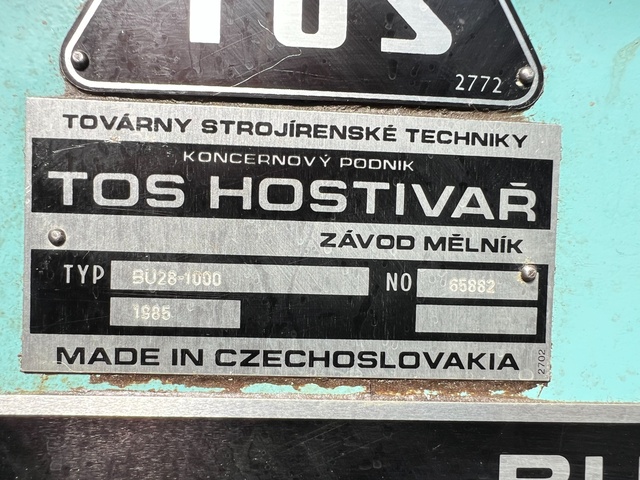 TOS
2772
TOVÁRNY STROJÍRENSKÉ TECHNIKY
KONCERNOVÝ PODNIK
TOS HOSTIVAŘ
ZÁVOD MĚLNÍK
TYP BU28-1000 NO 65882
1985
MADE IN CZECHOSLOVAKIA
2702